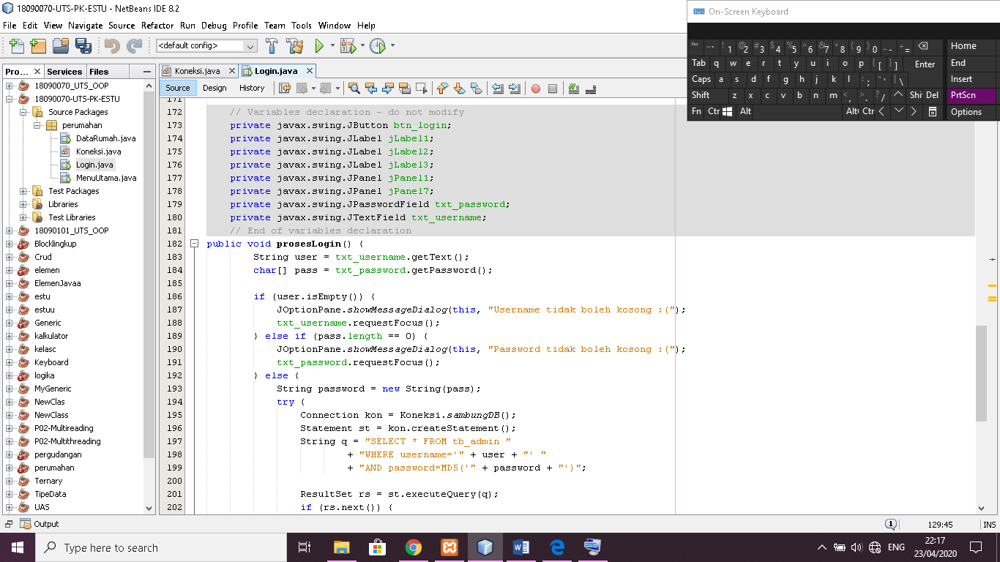 18090070-UTS-PK-ESTU - NetBeans IDE 8.2
File Edit View Navigate Source Refactor Run Debug Profile Team Tools Window Help
<default config>
Pro... Services Files
18090070_UTS_OOP
18090070-UTS-PK-ESTU
Source Packages
perumahan
DataRumah.java
Koneksi.java
Login.java
MenuUtama.java
Test Packages
Libraries
Test Libraries
18090101_UTS_OOP
Blocklingkup
Crud
elemen
ElemenJavaa
estu
estuu
Generic
kalkulator
kelasc
Keyboard
logika
MyGeneric
NewClas
NewClass
P02-Multireading
P02-Multithreading
pergudangan
perumahan
Ternary
TipeData
UAS
Koneksi.java Login.java
Source Design History
171
172 // Variables declaration - do not modify
173 private javax.swing.JButton btn_login;
174 private javax.swing.JLabel jLabel1;
175 private javax.swing.JLabel jLabel2;
176 private javax.swing.JLabel jLabel3;
177 private javax.swing.JPanel jPanel1;
178 private javax.swing.JPanel jPanel7;
179 private javax.swing.JPasswordField txt_password;
180 private javax.swing.JTextField txt_username;
181 // End of variables declaration
182 public void prosesLogin() {
183 String user = txt_username.getText();
184 char[] pass = txt_password.getPassword();
185
186 if (user.isEmpty()) {
187 JOptionPane.showMessageDialog(this, "Username tidak boleh kosong :(");
188 txt_username.requestFocus();
189 } else if (pass.length == 0) {
190 JOptionPane.showMessageDialog(this, "Password tidak boleh kosong :(");
191 txt_password.requestFocus();
192 } else {
193 String password = new String(pass);
194 try {
195 Connection kon = Koneksi.sambungDB();
196 Statement st = kon.createStatement();
197 String q = "SELECT * FROM tb_admin "
198 + "WHERE username='" + user + "' "
199 + "AND password=MD5('" + password + "')";
200
201 ResultSet rs = st.executeQuery(q);
202 if (rs.next()) {
On-Screen Keyboard
esc ~ ` ! 1 @ 2 # 3 $ 4 % 5 ^ 6 & 7 * 8 ( 9 ) 0 _ - + = Home
Tab q w e r t y u i o p { [ } ] Enter End
Caps a s d f g h j k l : ; " ' | \ Insert
Shift z x c v b n m < , > . ? / Shi Del PrtScn
Fn Ctr Alt Alt Ctr Options
Output
1 129:45 INS
Type here to search
ENG
22:17
23/04/2020